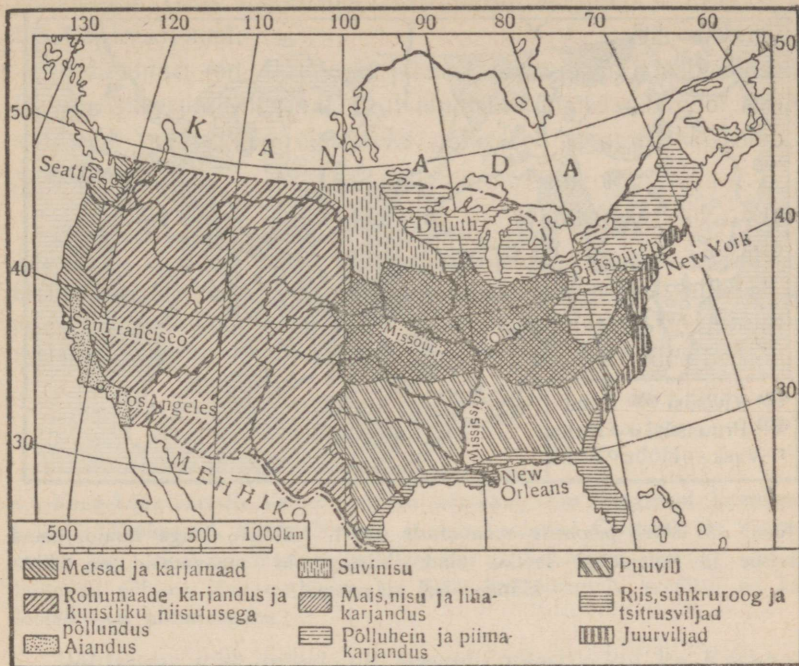 130 120 110 100 90 80 70 60
50 50
K A N A D A
Seattle
Duluth
40 40
Pittsburgh
New York
San Francisco
Missouri
Ohio
Los Angeles
Mississippi
30 30
MEHHIKO
New
Orleans
500 0 500 1000km
Metsad ja karjamaad
Rohumaade karjandus ja
kunstliku niisutusega
põllundus
Aiandus
Suvinisu
Mais, nisu ja liha-
karjandus
Põlluhein ja piima-
karjandus
Puuvill
Riis, suhkruroog ja
tsitrusviljad
Juurviljad